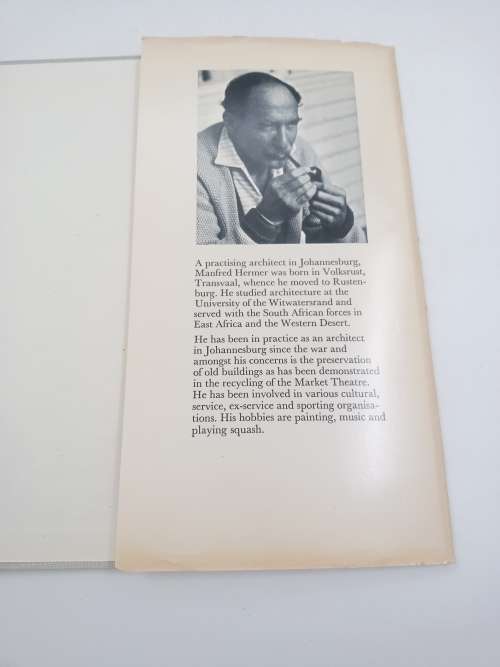 A practising architect in Johannesburg,
Manfred Hermer was born in Volksrust,
Transvaal, whence he moved to Rusten-
burg. He studied architecture at the
University of the Witwatersrand and
served with the South African forces in
East Africa and the Western Desert.
He has been in practice as an architect
in Johannesburg since the war and
amongst his concerns is the preservation
of old buildings as has been demonstrated
in the recycling of the Market Theatre.
He has been involved in various cultural,
service, ex-service and sporting organisa-
tions. His hobbies are painting, music and
playing squash.